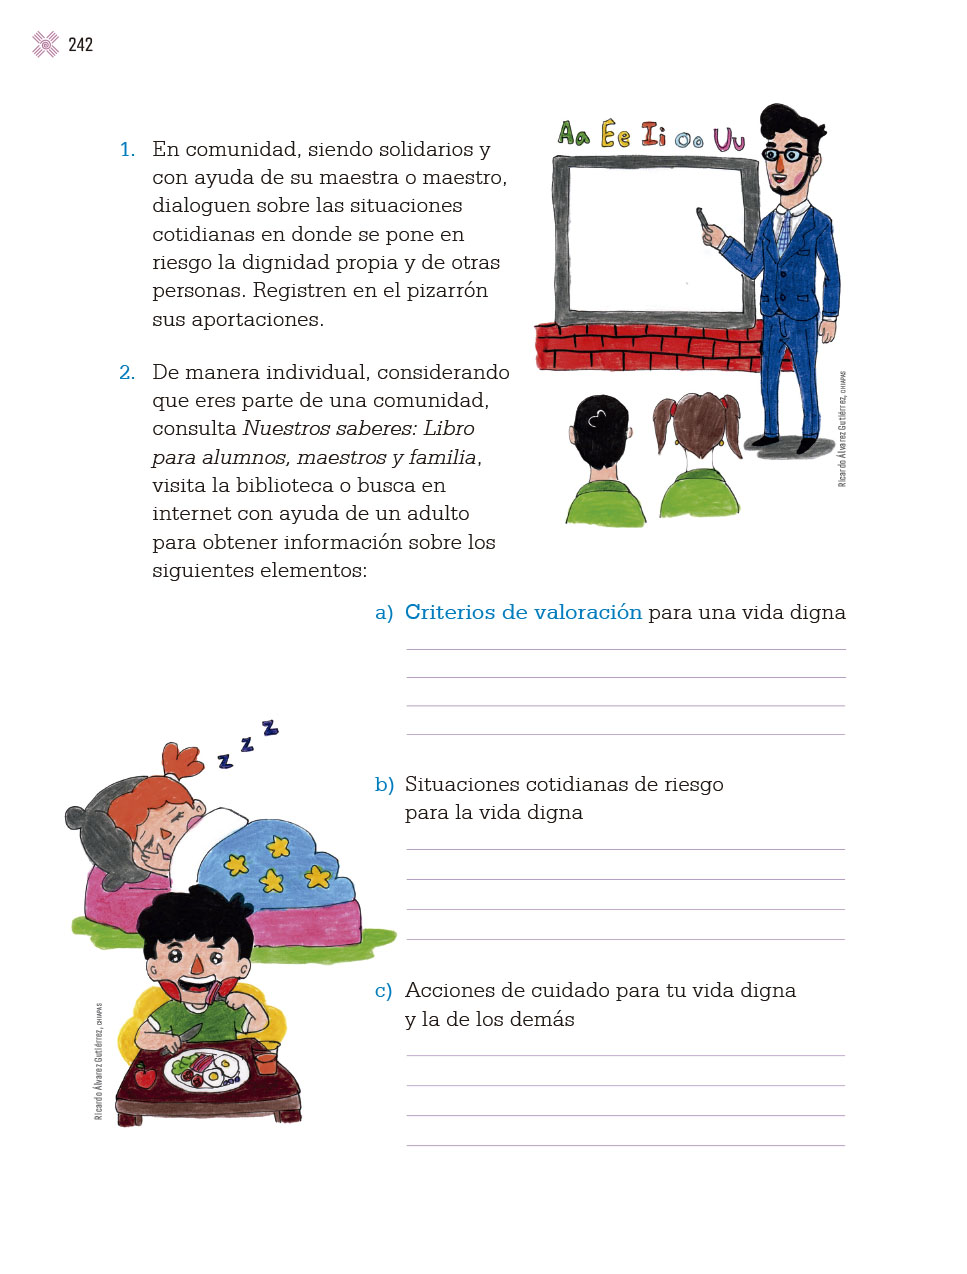 242
Aa Ee Ii Oo Uu
1. En comunidad, siendo solidarios y
con ayuda de su maestra o maestro,
dialoguen sobre las situaciones
cotidianas en donde se pone en
riesgo la dignidad propia y de otras
personas. Registren en el pizarrón
sus aportaciones.
2. De manera individual, considerando
que eres parte de una comunidad,
consulta Nuestros saberes: Libro
para alumnos, maestros y familia,
visita la biblioteca o busca en
internet con ayuda de un adulto
para obtener información sobre los
siguientes elementos:
Ricardo Álvarez Gutiérrez, CHIAPAS
a) Criterios de valoración para una vida digna
z z z
b) Situaciones cotidianas de riesgo
para la vida digna
c) Acciones de cuidado para tu vida digna
y la de los demás
Ricardo Álvarez Gutiérrez, CHIAPAS